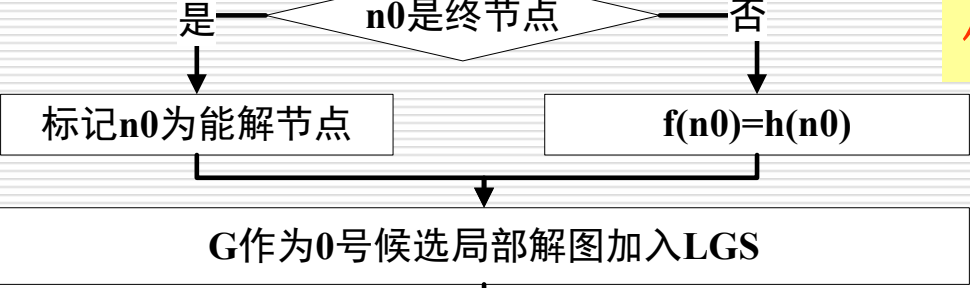 n0是终节点
是
否
标记n0为能解节点
f(n0)=h(n0)
G作为0号候选局部解图加入LGS